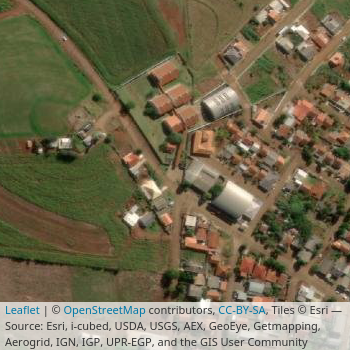 Leaflet | © OpenStreetMap contributors, CC-BY-SA, Tiles © Esri —
Source: Esri, i-cubed, USDA, USGS, AEX, GeoEye, Getmapping,
Aerogrid, IGN, IGP, UPR-EGP, and the GIS User Community